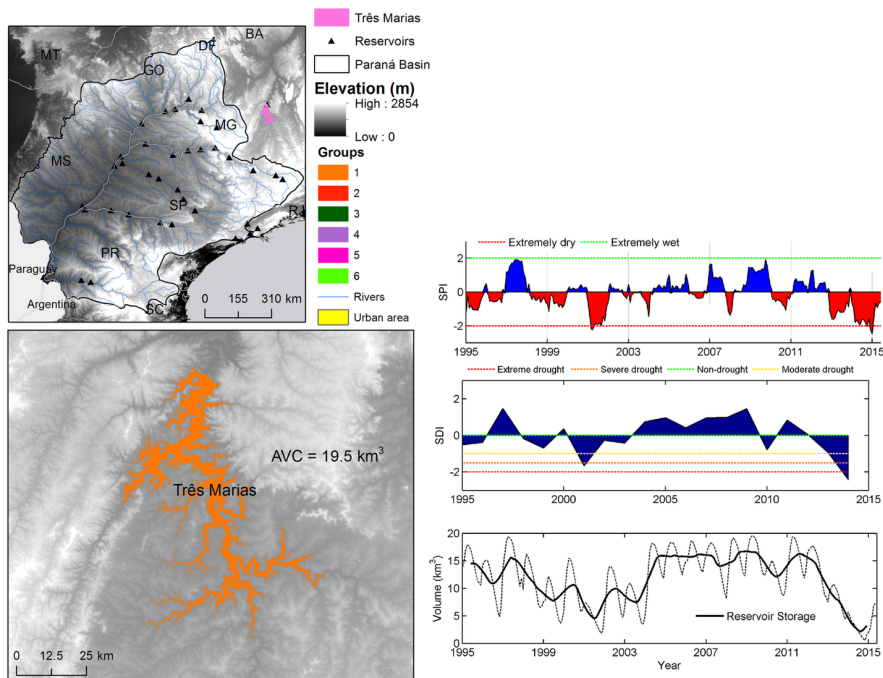 Três Marias
Reservoirs
Paraná Basin
Elevation (m)
High : 2854
Low : 0
Groups
1
2
3
4
5
6
Rivers
Urban area
BA
MT
DF
GO
MG
MS
SP
RJ
PR
Paraguay
Argentina
SC
0 155 310 km
AVC = 19.5 km³
Três Marias
0 12.5 25 km
Extremely dry Extremely wet
SPI
2
0
-2
1995 1999 2003 2007 2011 2015
Extreme drought Severe drought Non-drought Moderate drought
SDI
2
0
-2
1995 2000 2005 2010 2015
Volume (km³)
20
15
10
5
0
Reservoir Storage
1995 1999 2003 2007 2011 2015
Year